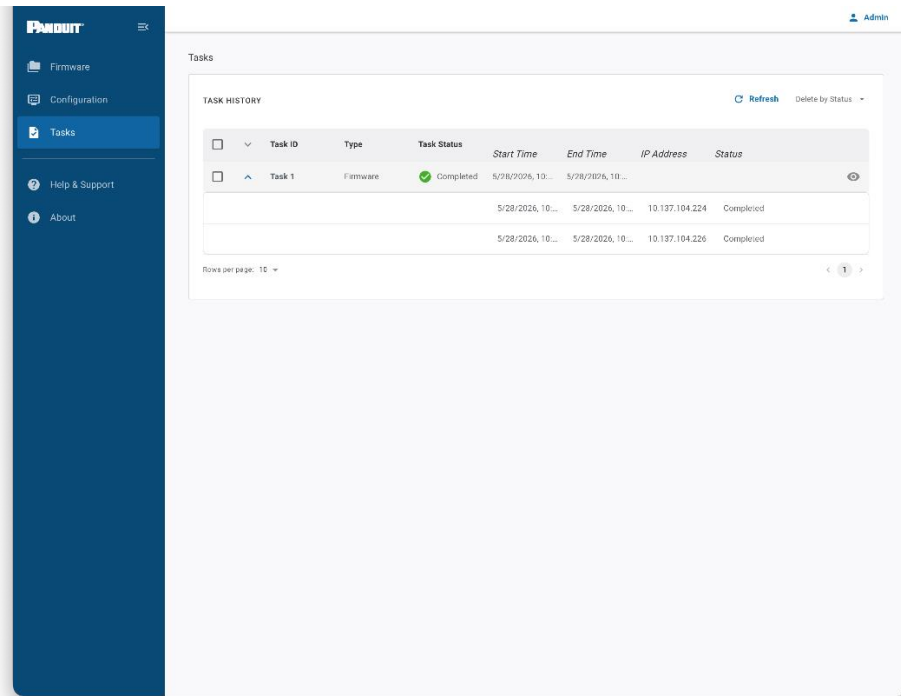 PANDUIT
Admin
Firmware
Configuration
Tasks
Help & Support
About
Tasks
TASK HISTORY
Refresh Delete by Status
Task ID Type Task Status Start Time End Time IP Address Status
Task 1 Firmware Completed 5/28/2026, 10:... 5/28/2026, 10:...
5/28/2026, 10:... 5/28/2026, 10:... 10.137.104.224 Completed
5/28/2026, 10:... 5/28/2026, 10:... 10.137.104.226 Completed
Rows per page: 10
1